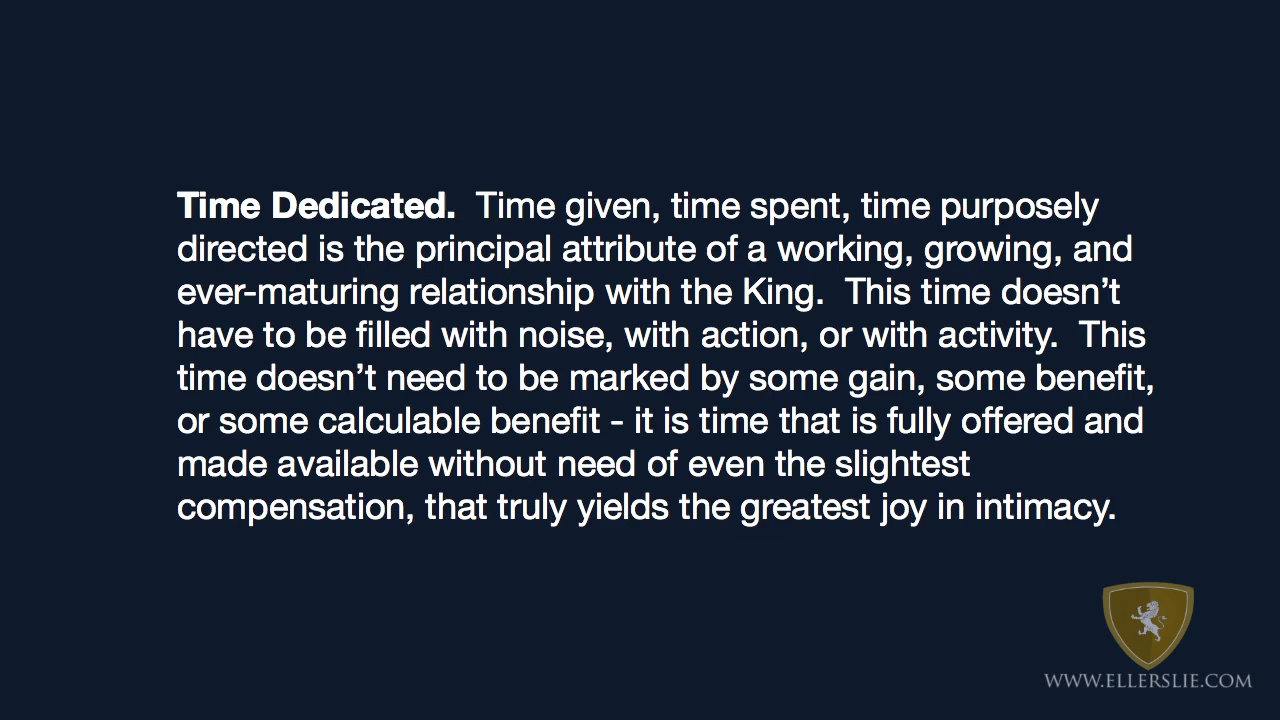 Time Dedicated.  Time given, time spent, time purposely
directed is the principal attribute of a working, growing, and
ever-maturing relationship with the King.  This time doesn’t
have to be filled with noise, with action, or with activity.  This
time doesn’t need to be marked by some gain, some benefit,
or some calculable benefit - it is time that is fully offered and
made available without need of even the slightest
compensation, that truly yields the greatest joy in intimacy.
WWW.ELLERSLIE.COM